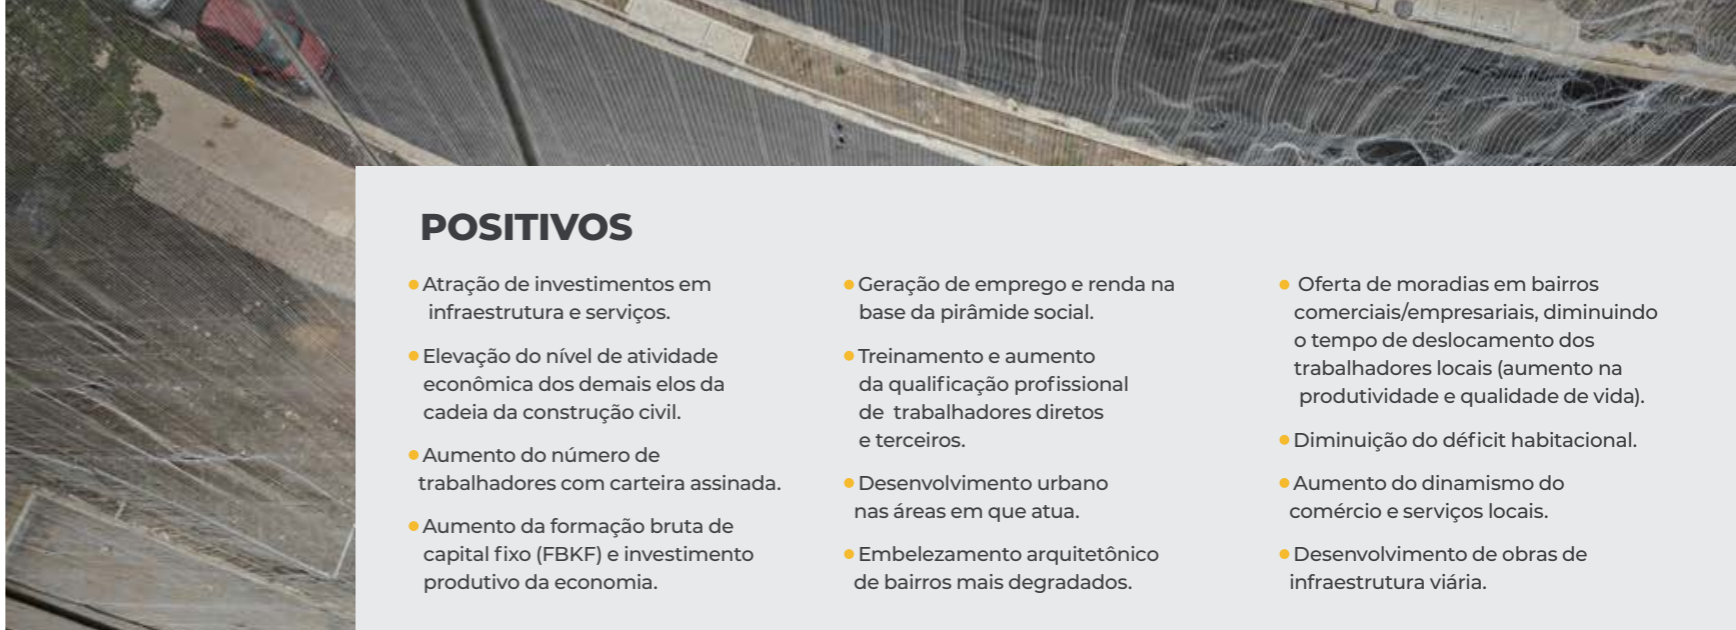 POSITIVOS
Atração de investimentos em
infraestrutura e serviços.
Elevação do nível de atividade
econômica dos demais elos da
cadeia da construção civil.
Aumento do número de
trabalhadores com carteira assinada.
Aumento da formação bruta de
capital fixo (FBKF) e investimento
produtivo da economia.
Geração de emprego e renda na
base da pirâmide social.
Treinamento e aumento
da qualificação profissional
de trabalhadores diretos
e terceiros.
Desenvolvimento urbano
nas áreas em que atua.
Embelezamento arquitetônico
de bairros mais degradados.
Oferta de moradias em bairros
comerciais/empresariais, diminuindo
o tempo de deslocamento dos
trabalhadores locais (aumento na
produtividade e qualidade de vida).
Diminuição do déficit habitacional.
Aumento do dinamismo do
comércio e serviços locais.
Desenvolvimento de obras de
infraestrutura viária.